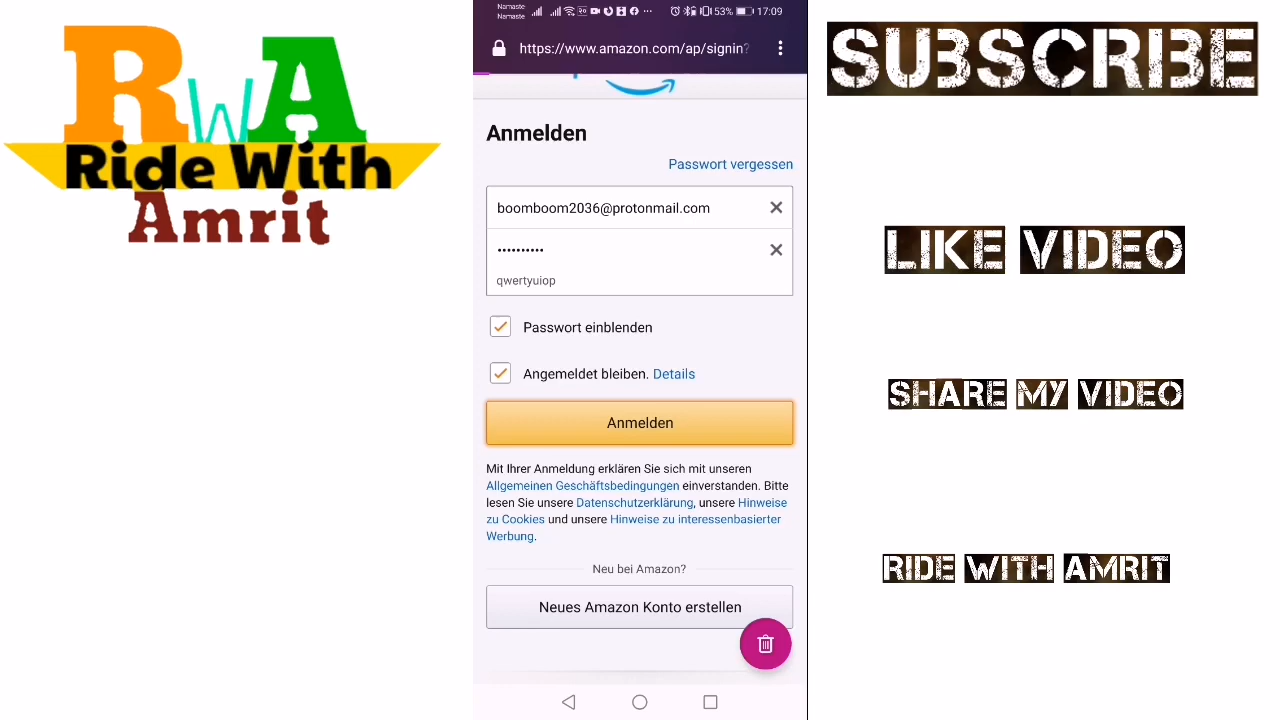 RWA
Ride With
Amrit
Namaste
Namaste
53% 17:09
https://www.amazon.com/ap/signin?
Anmelden
Passwort vergessen
boomboom2036@protonmail.com
••••••••••
qwertyuiop
Passwort einblenden
Angemeldet bleiben. Details
Anmelden
Mit Ihrer Anmeldung erklären Sie sich mit unseren
Allgemeinen Geschäftsbedingungen einverstanden. Bitte
lesen Sie unsere Datenschutzerklärung, unsere Hinweise
zu Cookies und unsere Hinweise zu interessenbasierter
Werbung.
Neu bei Amazon?
Neues Amazon Konto erstellen
SUBSCRIBE
LIKE VIDEO
SHARE MY VIDEO
RIDE WITH AMRIT